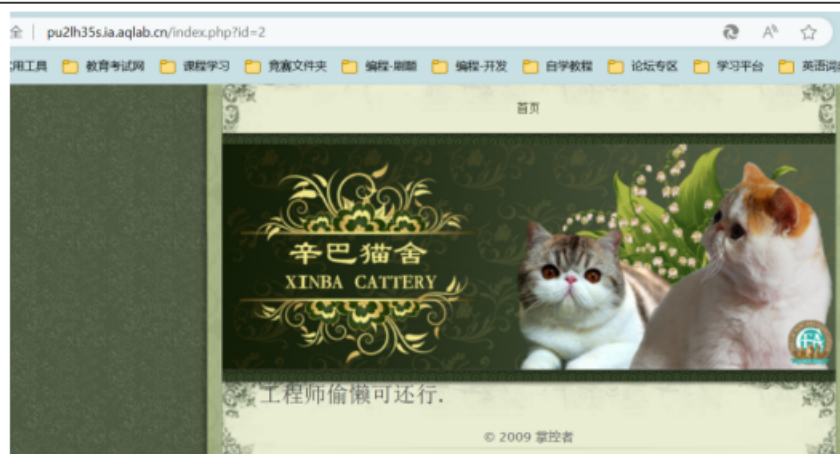 全 pu2lh35s.ia.aqlab.cn/index.php?id=2
用工具 教育考试网 课程学习 竞赛文件夹 编程-刷题 编程-开发 自学教程 论坛专区 学习平台 英语词
首页
辛巴猫舍
XINBA CATTERY
工程师偷懒可还行.
© 2009 掌控者